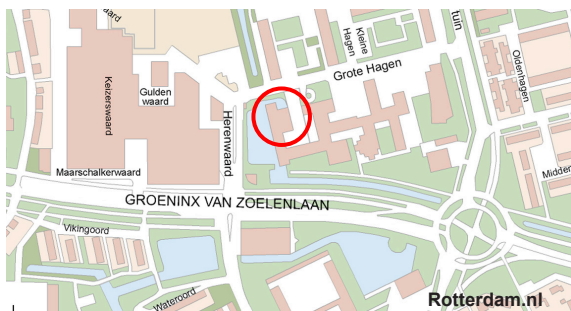 Keizerswaard
Gulden
waard
Herenwaard
Kleine
Hagen
Grote Hagen
tuin
Oldenhagen
Maarschalkerwaard
GROENINX VAN ZOELENLAAN
Vikingoord
Wateroord
Midden
Rotterdam.nl